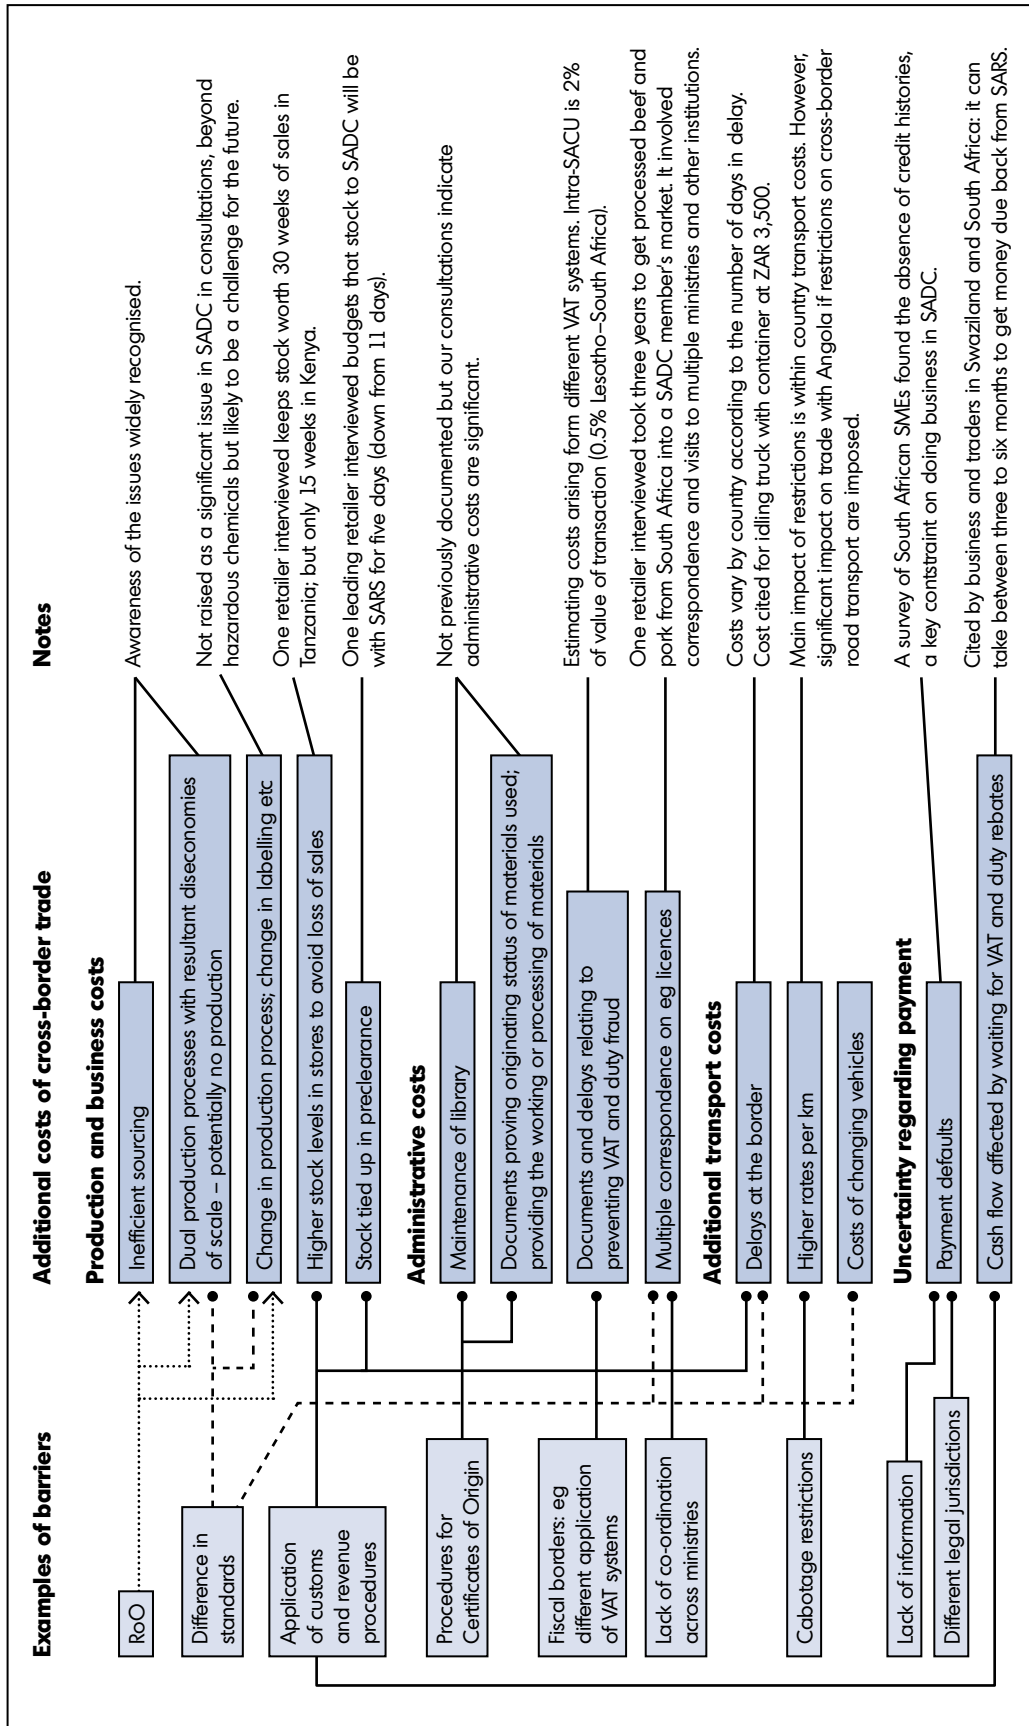 Examples of barriers
Additional costs of cross-border trade
Notes
RoO
Difference in
standards
Application
of customs
and revenue
procedures
Procedures for
Certificates of Origin
Fiscal borders: eg
different application
of VAT systems
Lack of co-ordination
across ministries
Cabotage restrictions
Lack of information
Different legal jurisdictions
Production and business costs
Inefficient sourcing
Dual production processes with resultant diseconomies
of scale – potentially no production
Change in production process; change in labelling etc
Higher stock levels in stores to avoid loss of sales
Stock tied up in preclearance
Administrative costs
Maintenance of library
Documents proving originating status of materials used;
providing the working or processing of materials
Documents and delays relating to
preventing VAT and duty fraud
Multiple correspondence on eg licences
Additional transport costs
Delays at the border
Higher rates per km
Costs of changing vehicles
Uncertainty regarding payment
Payment defaults
Cash flow affected by waiting for VAT and duty rebates
Awareness of the issues widely recognised.
Not raised as a significant issue in SADC in consultations, beyond
hazardous chemicals but likely to be a challenge for the future.
One retailer interviewed keeps stock worth 30 weeks of sales in
Tanzania; but only 15 weeks in Kenya.
One leading retailer interviewed budgets that stock to SADC will be
with SARS for five days (down from 11 days).
Not previously documented but our consultations indicate
administrative costs are significant.
Estimating costs arising form different VAT systems. Intra-SACU is 2%
of value of transaction (0.5% Lesotho–South Africa).
One retailer interviewed took three years to get processed beef and
pork from South Africa into a SADC member's market. It involved
correspondence and visits to multiple ministries and other institutions.
Costs vary by country according to the number of days in delay.
Cost cited for idling truck with container at ZAR 3,500.
Main impact of restrictions is within country transport costs. However,
significant impact on trade with Angola if restrictions on cross-border
road transport are imposed.
A survey of South African SMEs found the absence of credit histories,
a key contstraint on doing business in SADC.
Cited by business and traders in Swaziland and South Africa: it can
take between three to six months to get money due back from SARS.